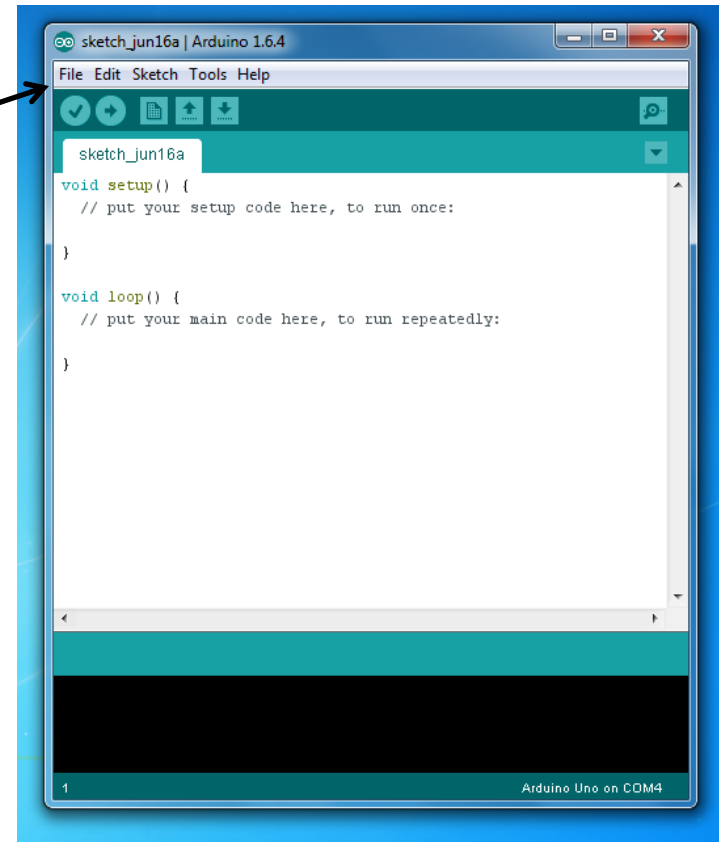 sketch_jun16a | Arduino 1.6.4
File Edit Sketch Tools Help
sketch_jun16a
void setup() {
  // put your setup code here, to run once:
}
void loop() {
  // put your main code here, to run repeatedly:
}
1 Arduino Uno on COM4